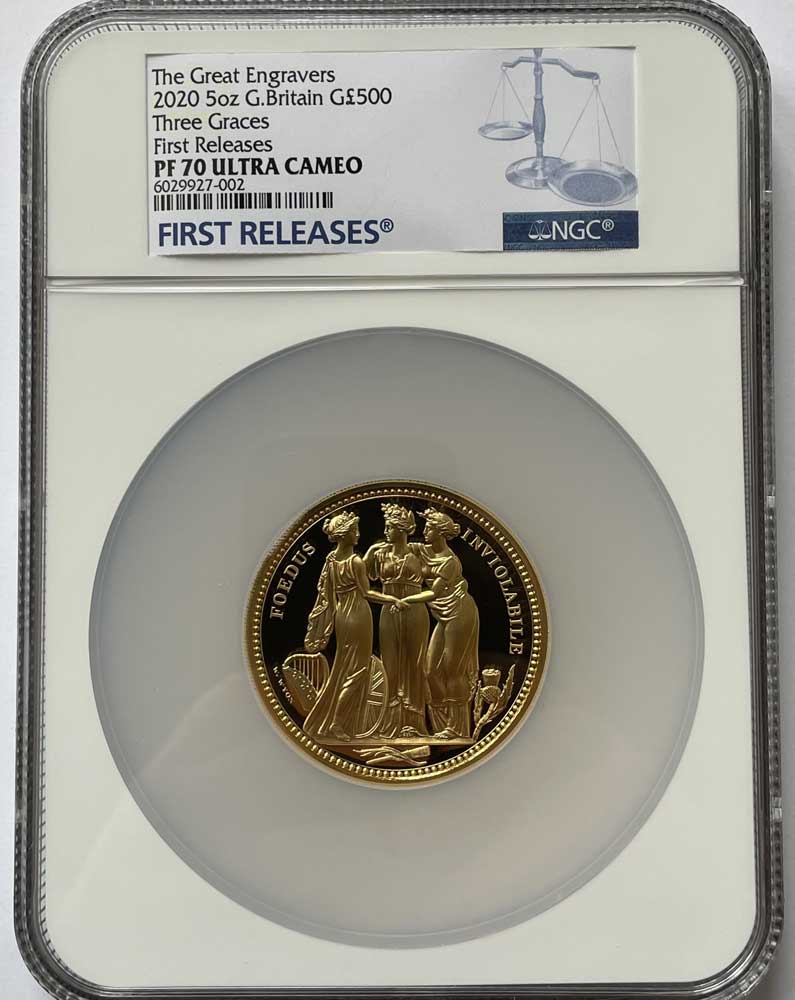 The Great Engravers
2020 5oz G.Britain G£500
Three Graces
First Releases
PF 70 ULTRA CAMEO
6029927-002
FIRST RELEASES®
NGC®
FOEDUS
INVIOLABILE
W. WYON